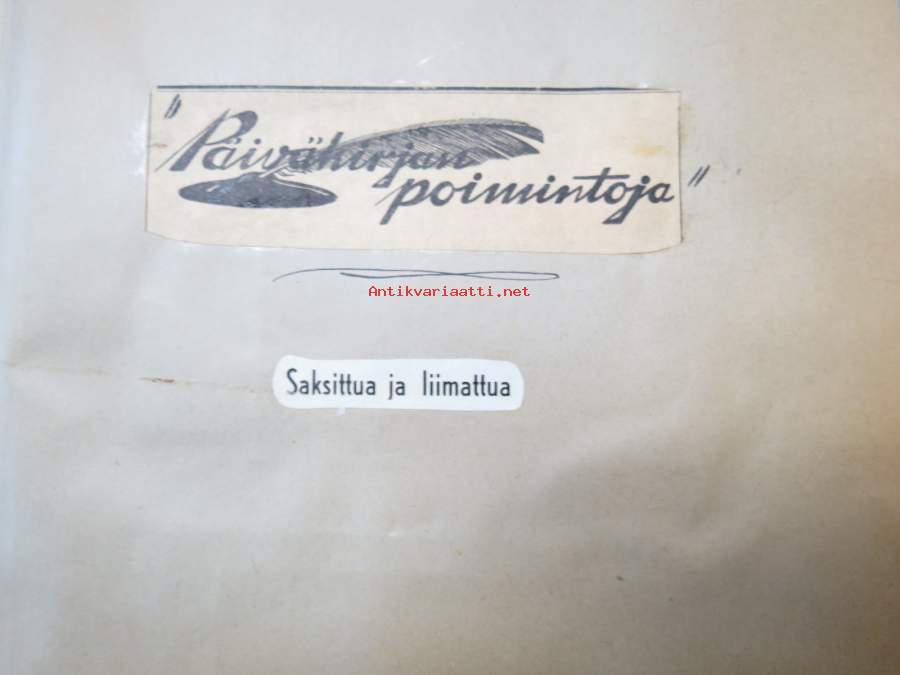 "Päiväkirjan
poimintoja"
Antikvariaatti.net
Saksittua ja liimattua